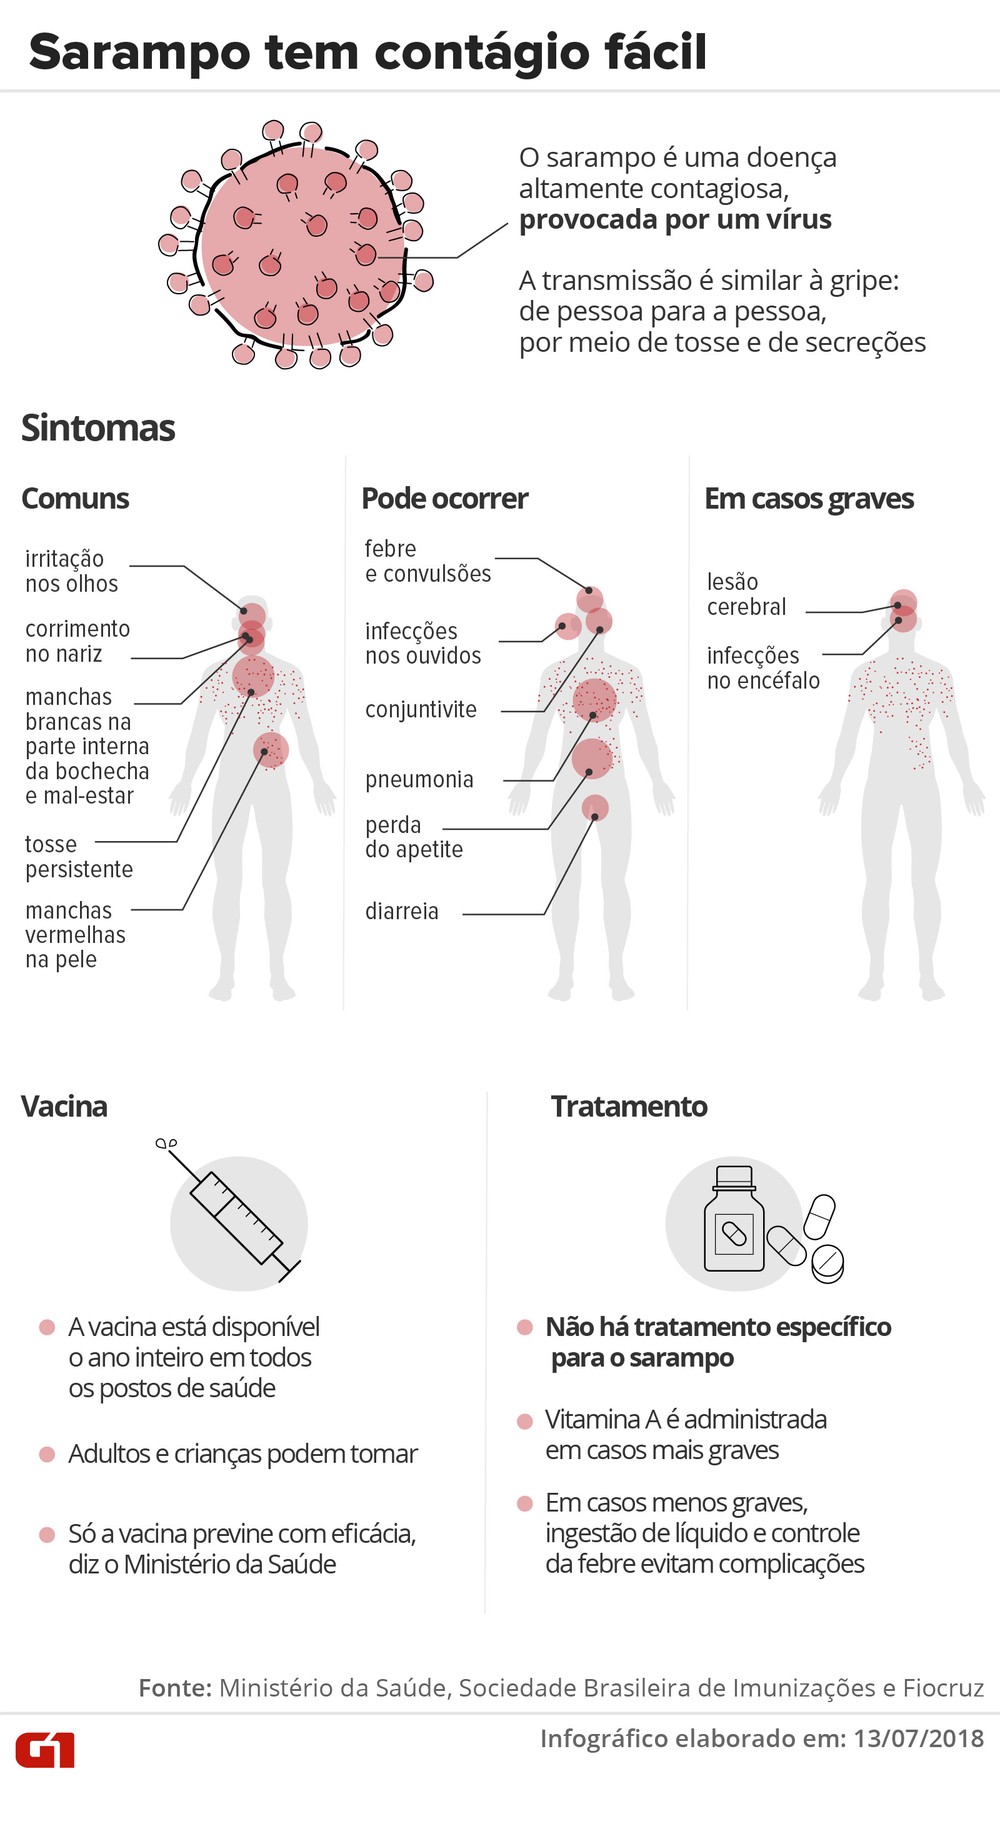 Sarampo tem contágio fácil
O sarampo é uma doença
altamente contagiosa,
provocada por um vírus
A transmissão é similar à gripe:
de pessoa para a pessoa,
por meio de tosse e de secreções
Sintomas
Comuns
irritação
nos olhos
corrimento
no nariz
manchas
brancas na
parte interna
da bochecha
e mal-estar
tosse
persistente
manchas
vermelhas
na pele
Pode ocorrer
febre
e convulsões
infecções
nos ouvidos
conjuntivite
pneumonia
perda
do apetite
diarreia
Em casos graves
lesão
cerebral
infecções
no encéfalo
Vacina
A vacina está disponível
o ano inteiro em todos
os postos de saúde
Adultos e crianças podem tomar
Só a vacina previne com eficácia,
diz o Ministério da Saúde
Tratamento
Não há tratamento específico
para o sarampo
Vitamina A é administrada
em casos mais graves
Em casos menos graves,
ingestão de líquido e controle
da febre evitam complicações
Fonte: Ministério da Saúde, Sociedade Brasileira de Imunizações e Fiocruz
G1
Infográfico elaborado em: 13/07/2018